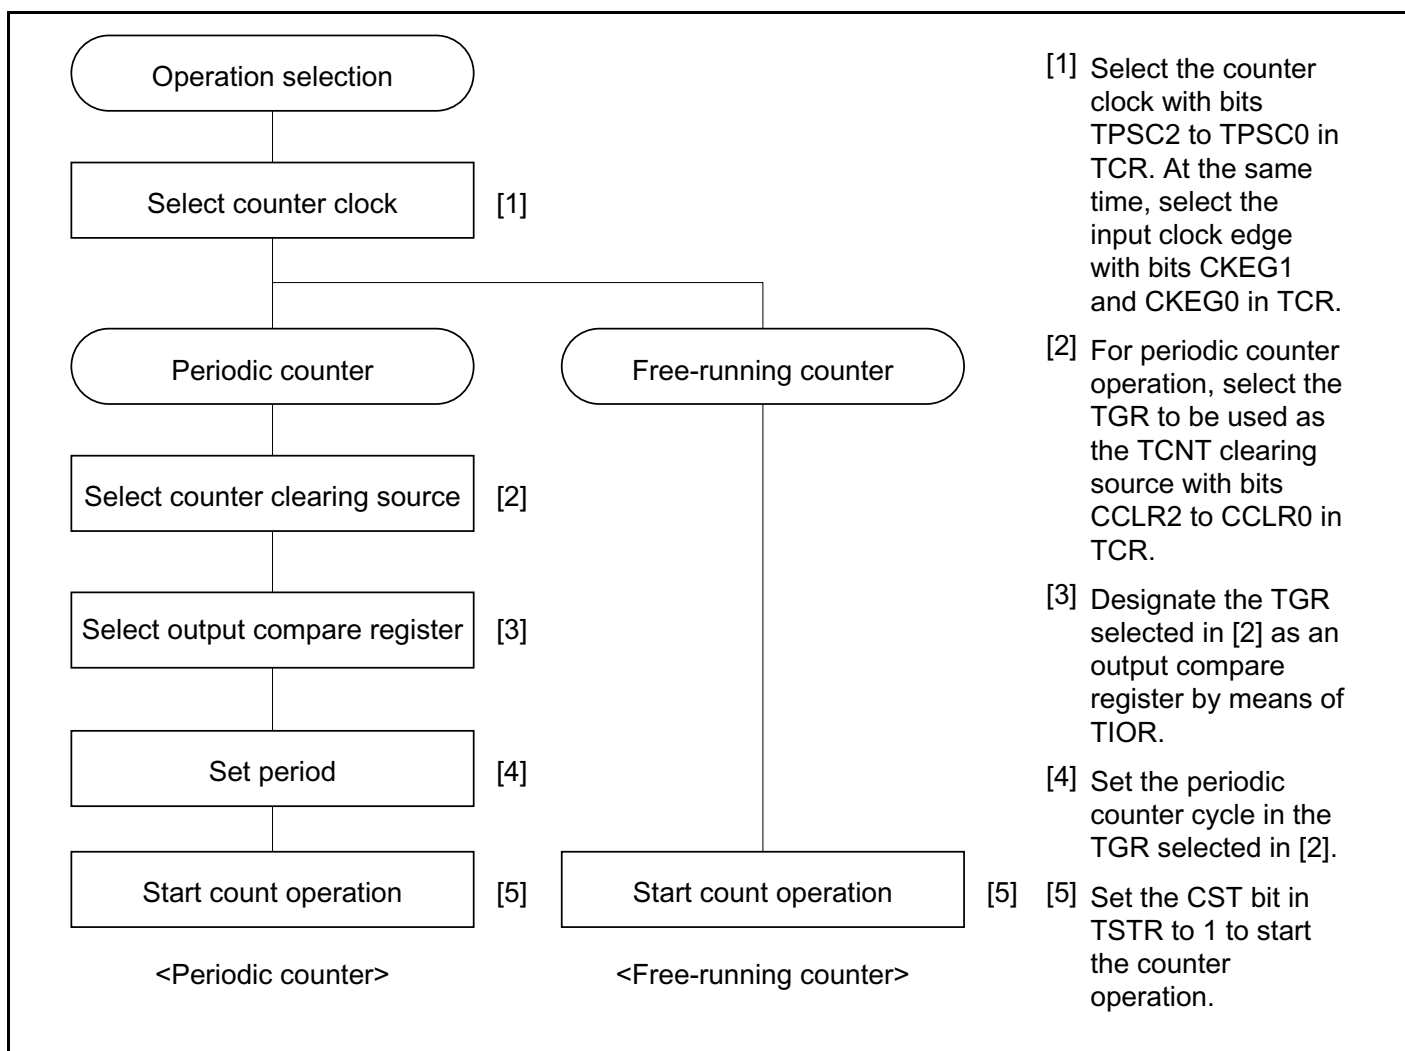 Operation selection
Select counter clock [1]
Periodic counter
Free-running counter
Select counter clearing source [2]
Select output compare register [3]
Set period [4]
Start count operation [5]
Start count operation [5]
<Periodic counter>
<Free-running counter>
[1] Select the counter
clock with bits
TPSC2 to TPSC0 in
TCR. At the same
time, select the
input clock edge
with bits CKEG1
and CKEG0 in TCR.
[2] For periodic counter
operation, select the
TGR to be used as
the TCNT clearing
source with bits
CCLR2 to CCLR0 in
TCR.
[3] Designate the TGR
selected in [2] as an
output compare
register by means of
TIOR.
[4] Set the periodic
counter cycle in the
TGR selected in [2].
[5] Set the CST bit in
TSTR to 1 to start
the counter
operation.